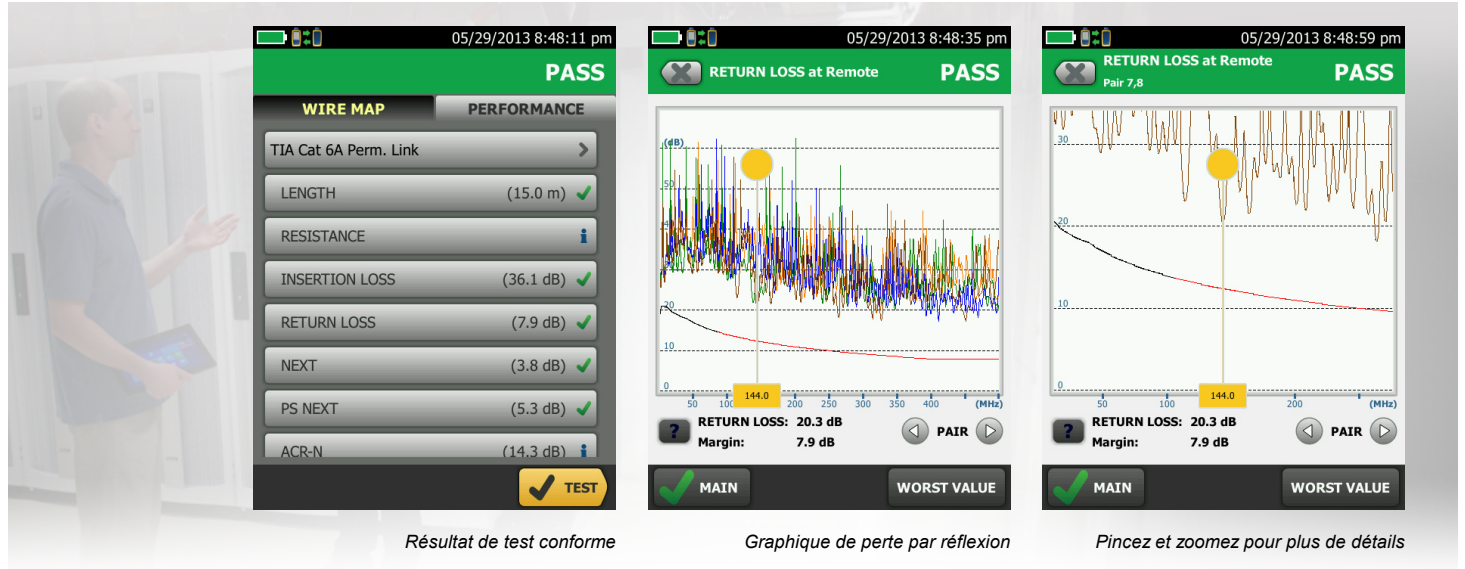 05/29/2013 8:48:11 pm
PASS
WIRE MAP
PERFORMANCE
TIA Cat 6A Perm. Link
LENGTH (15.0 m)
RESISTANCE
INSERTION LOSS (36.1 dB)
RETURN LOSS (7.9 dB)
NEXT (3.8 dB)
PS NEXT (5.3 dB)
ACR-N (14.3 dB)
TEST
Résultat de test conforme
05/29/2013 8:48:35 pm
RETURN LOSS at Remote
PASS
(dB)
50
20
10
0
144.0
50 200 250 300 350 400 (MHz)
RETURN LOSS: 20.3 dB
Margin: 7.9 dB
PAIR
MAIN
WORST VALUE
Graphique de perte par réflexion
05/29/2013 8:48:59 pm
RETURN LOSS at Remote
Pair 7,8
PASS
30
20
10
0
144.0
50 100 200 (MHz)
RETURN LOSS: 20.3 dB
Margin: 7.9 dB
PAIR
MAIN
WORST VALUE
Pincez et zoomez pour plus de détails